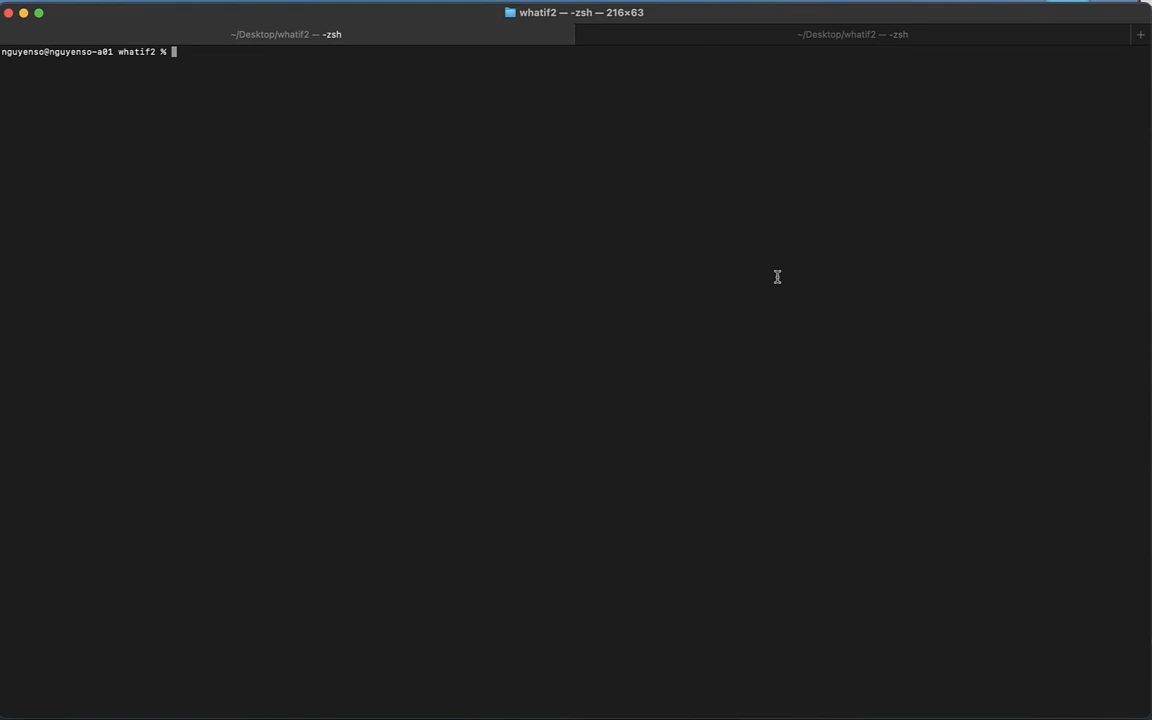 whatif2 — -zsh — 216×63
~/Desktop/whatif2 — -zsh
~/Desktop/whatif2 — -zsh
+
nguyenso@nguyenso-a01 whatif2 %